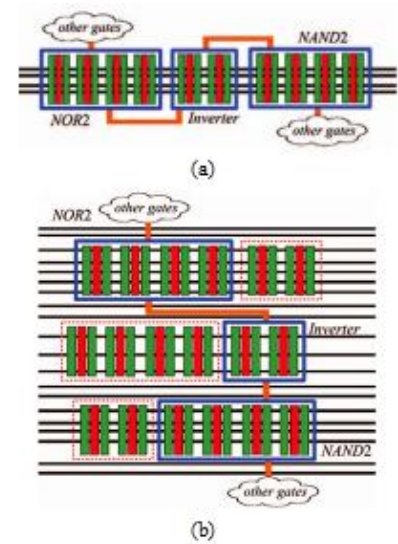 other gates
NAND2
NOR2
Inverter
other gates
(a)
NOR2
other gates
Inverter
NAND2
other gates
(b)